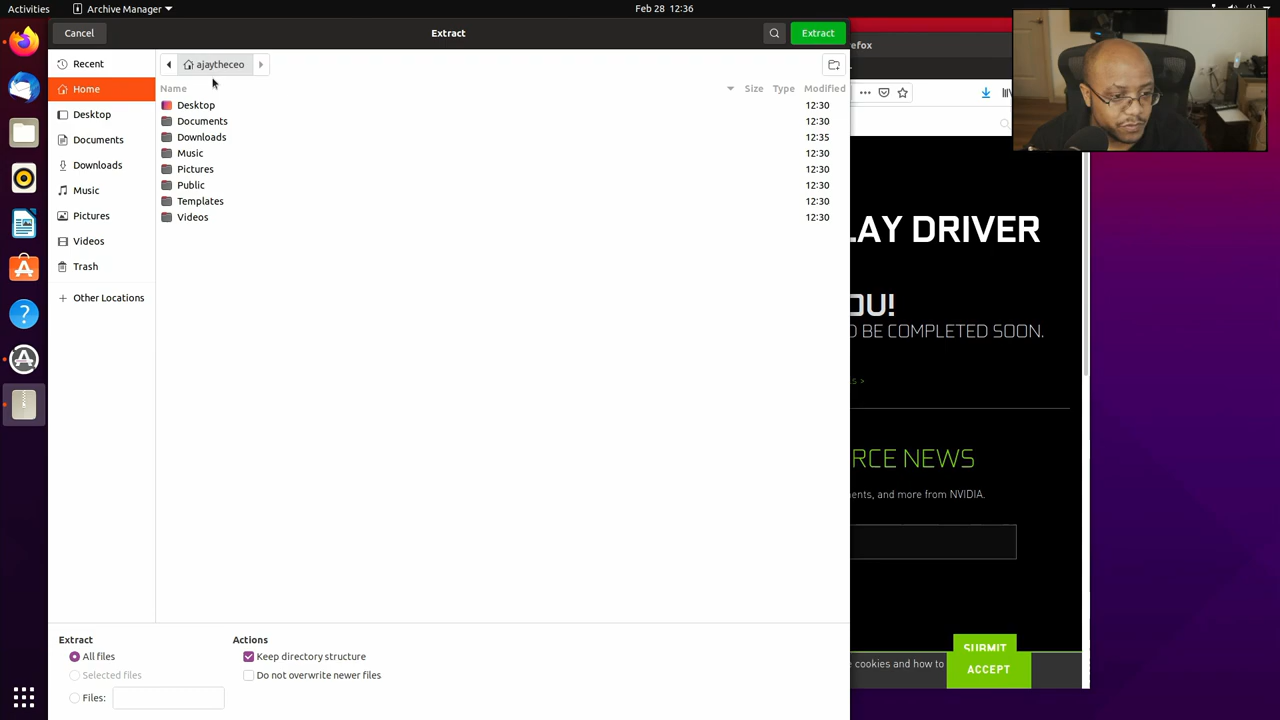 Activities
Archive Manager
Feb 28 12:36
Cancel
Extract
Extract
efox
Recent
Home
Desktop
Documents
Downloads
Music
Pictures
Videos
Trash
Other Locations
ajaytheceo
Name
Size
Type
Modified
Desktop 12:30
Documents 12:30
Downloads 12:35
Music 12:30
Pictures 12:30
Public 12:30
Templates 12:30
Videos 12:30
LAY DRIVER
OU!
O BE COMPLETED SOON.
s >
RCE NEWS
ents, and more from NVIDIA.
SUBMIT
e cookies and how to
ACCEPT
Extract
All files
Selected files
Files:
Actions
Keep directory structure
Do not overwrite newer files